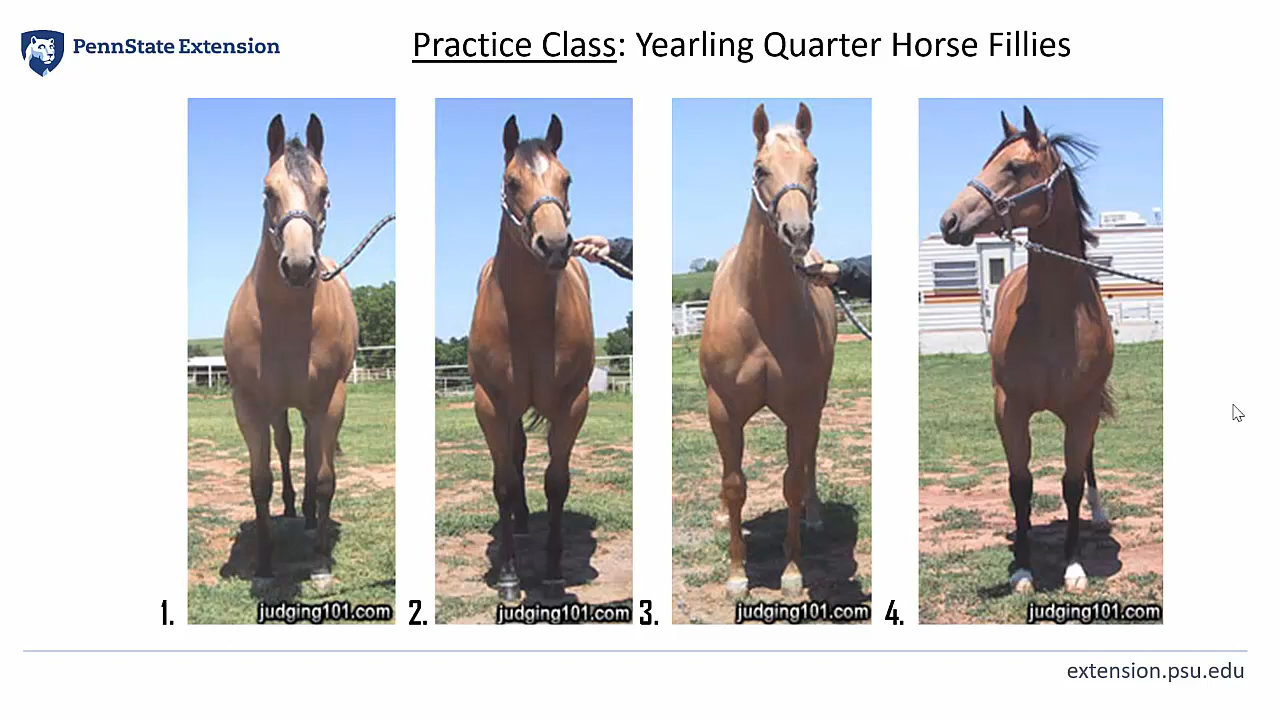 PennState Extension
Practice Class: Yearling Quarter Horse Fillies
1. judging101.com
2. judging101.com
3. judging101.com
4. judging101.com
extension.psu.edu